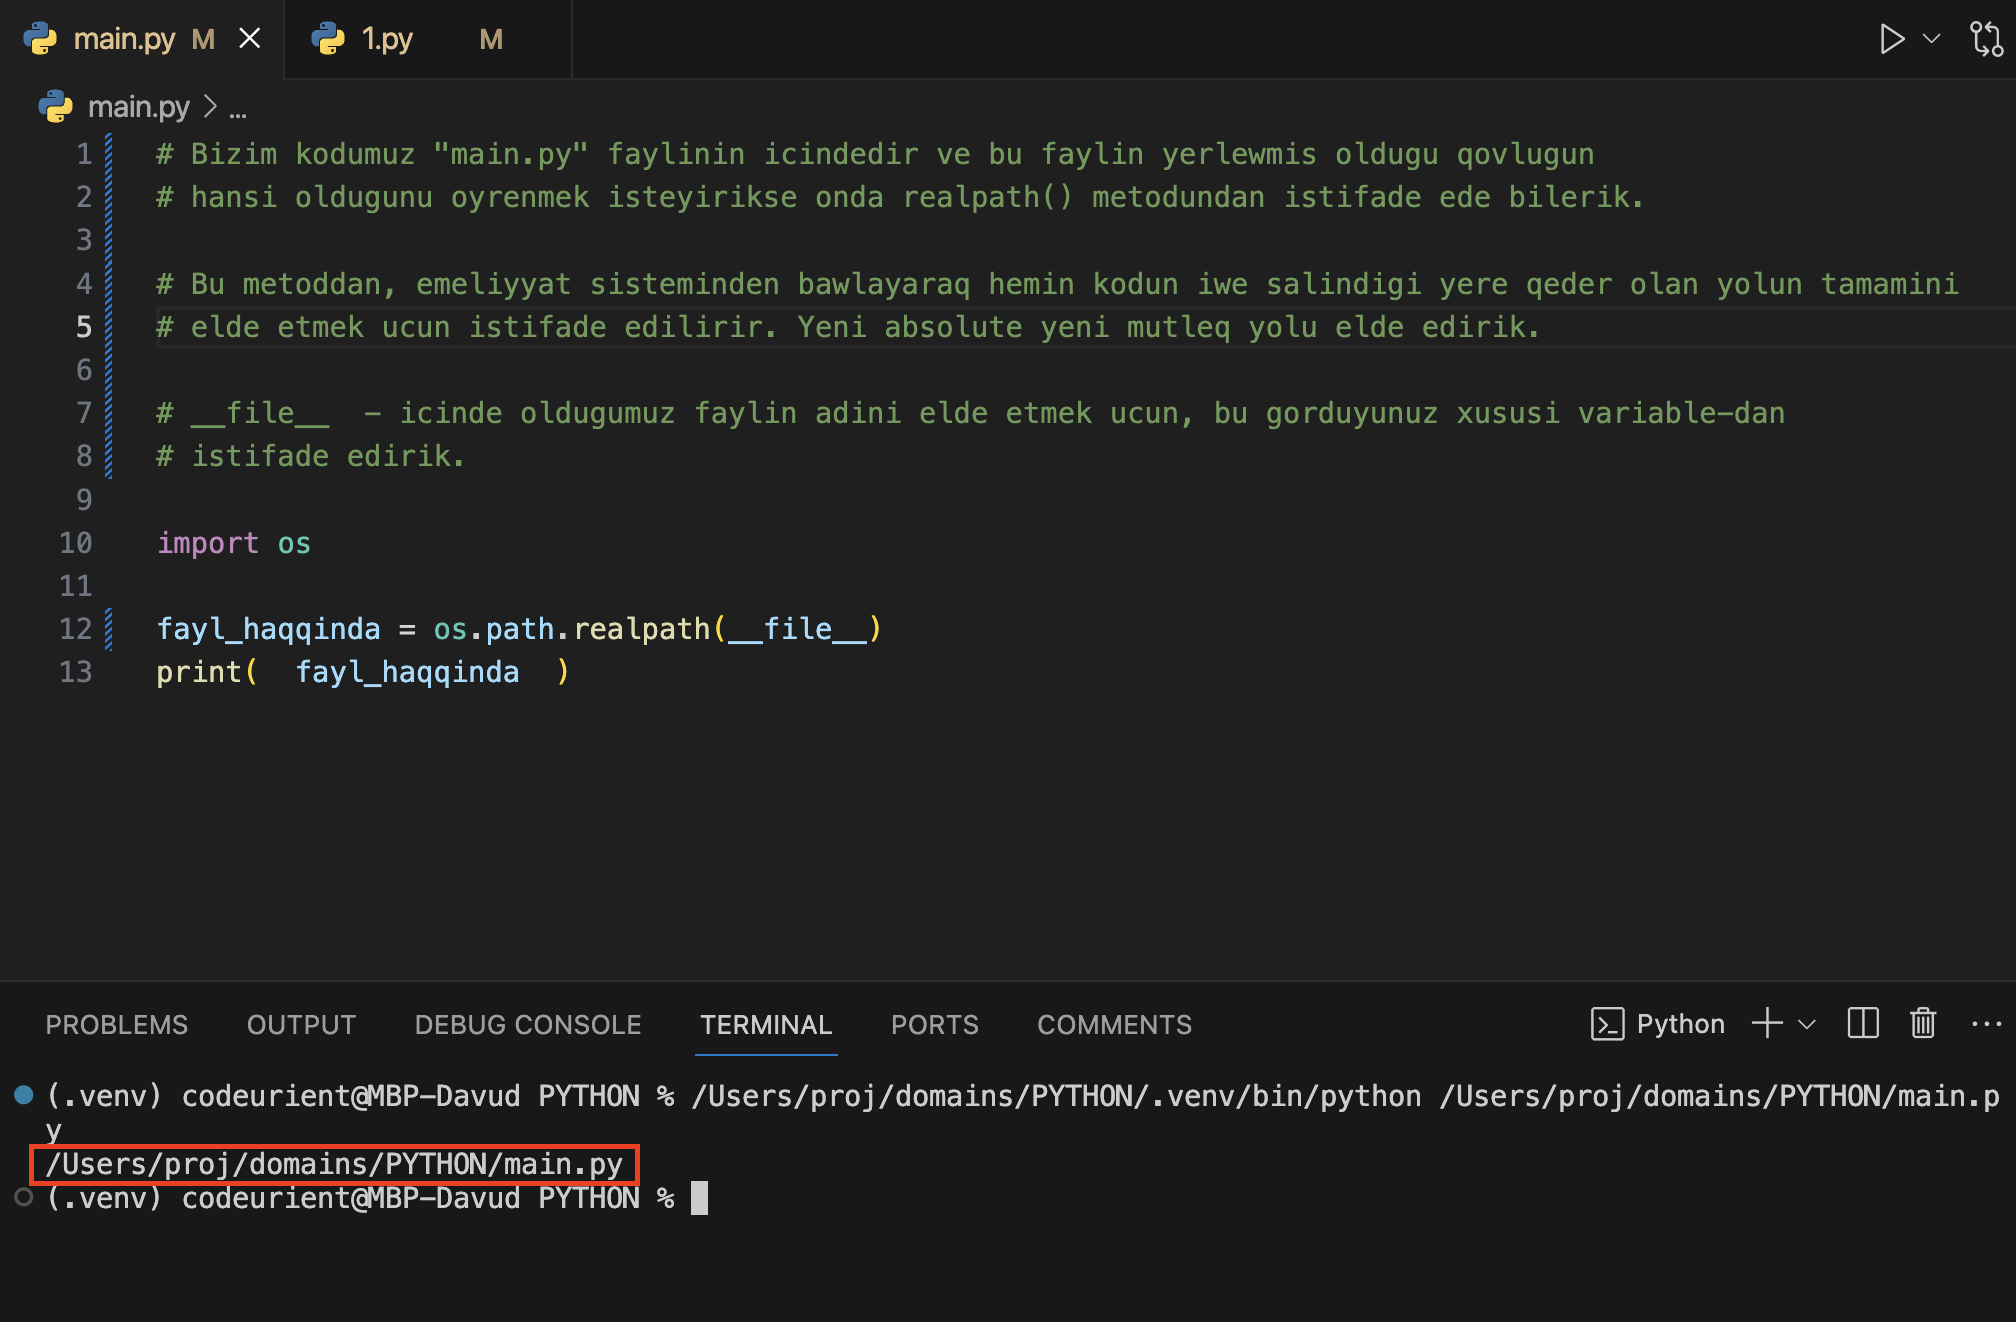 main.py M
1.py M
main.py > ...
1 # Bizim kodumuz "main.py" faylinin icindedir ve bu faylin yerlewmis oldugu qovlugun
2 # hansi oldugunu oyrenmek isteyirikse onda realpath() metodundan istifade ede bilerik.
3
4 # Bu metoddan, emeliyyat sisteminden bawlayaraq hemin kodun iwe salindigi yere qeder olan yolun tamamini
5 # elde etmek ucun istifade edilirir. Yeni absolute yeni mutleq yolu elde edirik.
6
7 # __file__  - icinde oldugumuz faylin adini elde etmek ucun, bu gorduyunuz xususi variable-dan
8 # istifade edirik.
9
10 import os
11
12 fayl_haqqinda = os.path.realpath(__file__)
13 print(  fayl_haqqinda  )
PROBLEMS OUTPUT DEBUG CONSOLE TERMINAL PORTS COMMENTS Python
(.venv) codeurient@MBP-Davud PYTHON % /Users/proj/domains/PYTHON/.venv/bin/python /Users/proj/domains/PYTHON/main.p
y
/Users/proj/domains/PYTHON/main.py
(.venv) codeurient@MBP-Davud PYTHON %